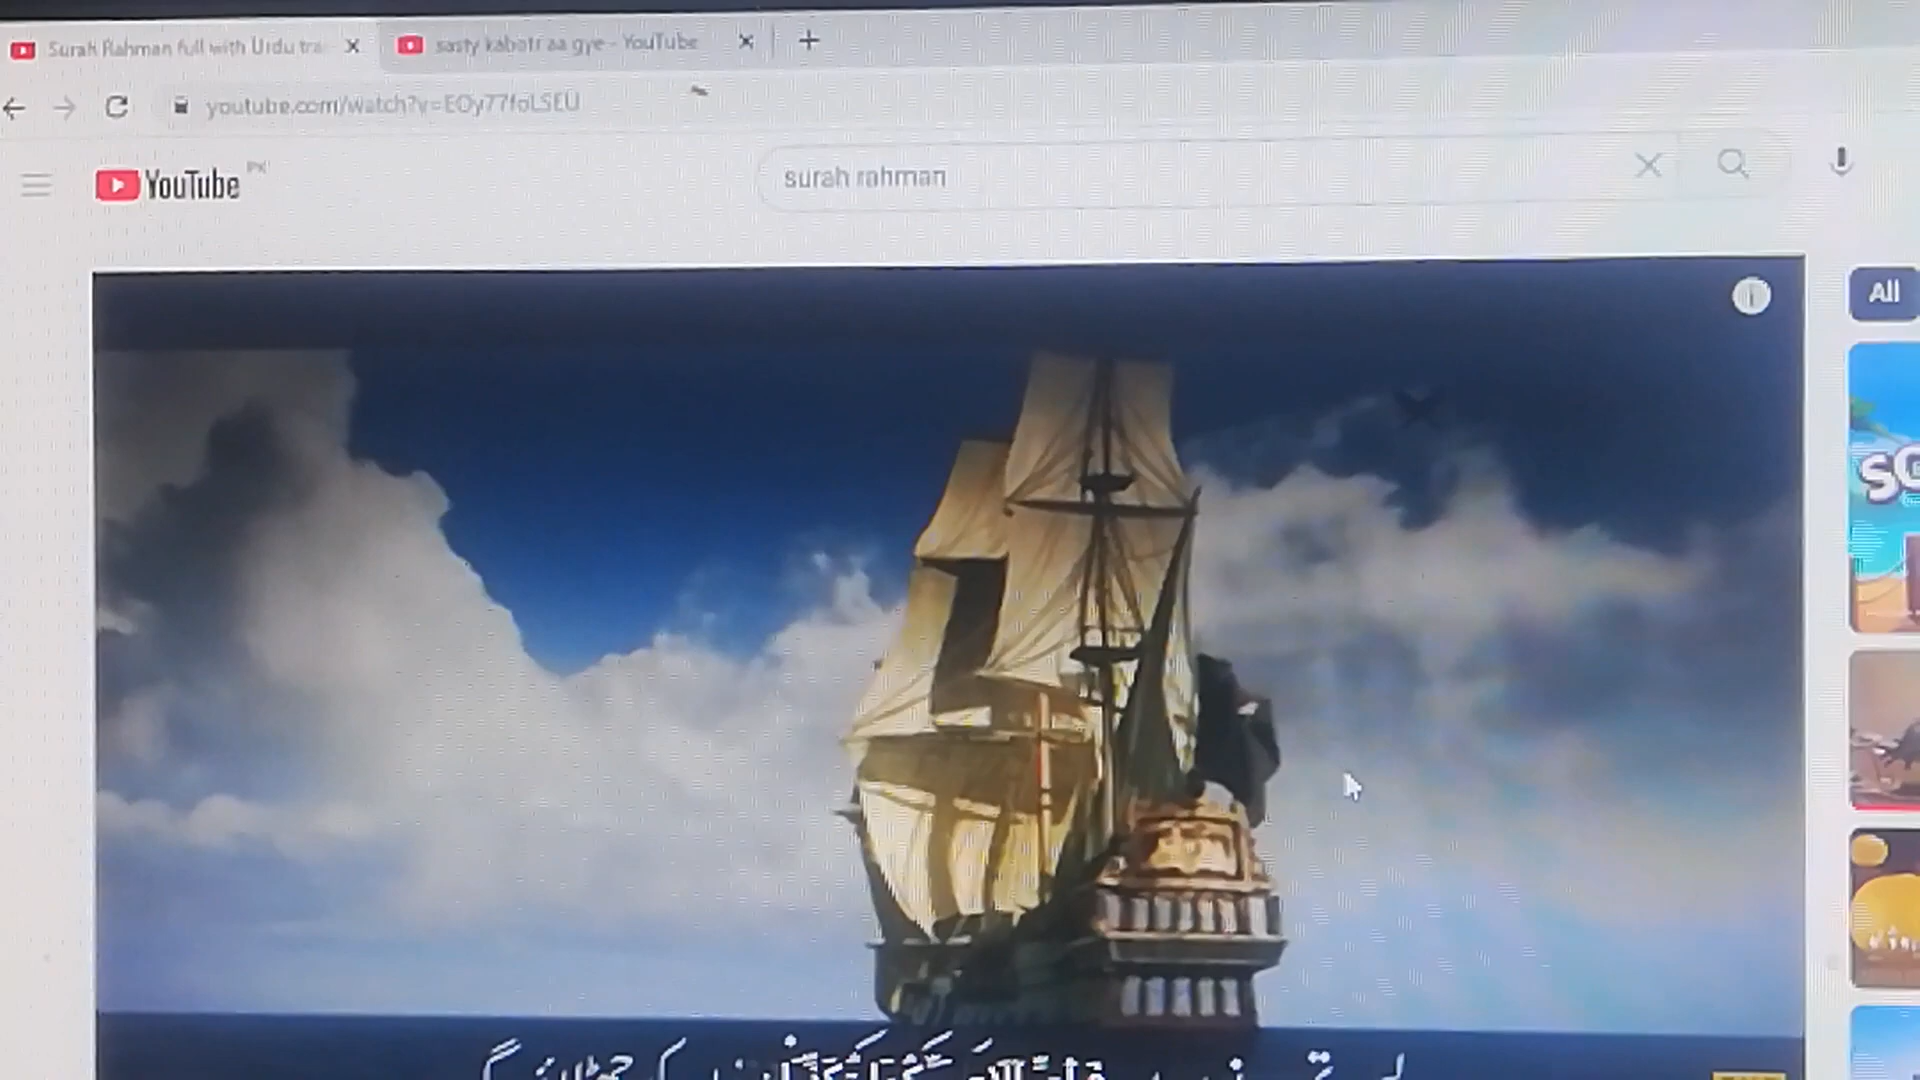 Surah Rahman full with Urdu tra
sasty kabotr aa gye - YouTube
youtube.com/watch?v=EOy77foLSEU
YouTube PK
surah rahman
All